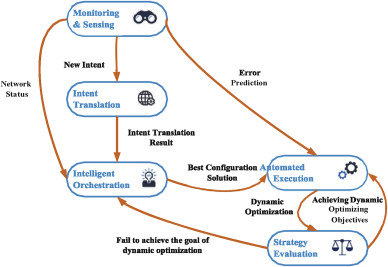 Monitoring
& Sensing
New Intent
Network
Status
Error
Prediction
Intent
Translation
Intent Translation
Result
Intelligent
Orchestration
Best Configuration
Solution
Automated
Execution
Dynamic
Optimization
Achieving Dynamic
Optimizing
Objectives
Strategy
Evaluation
Fail to achieve the goal of
dynamic optimization